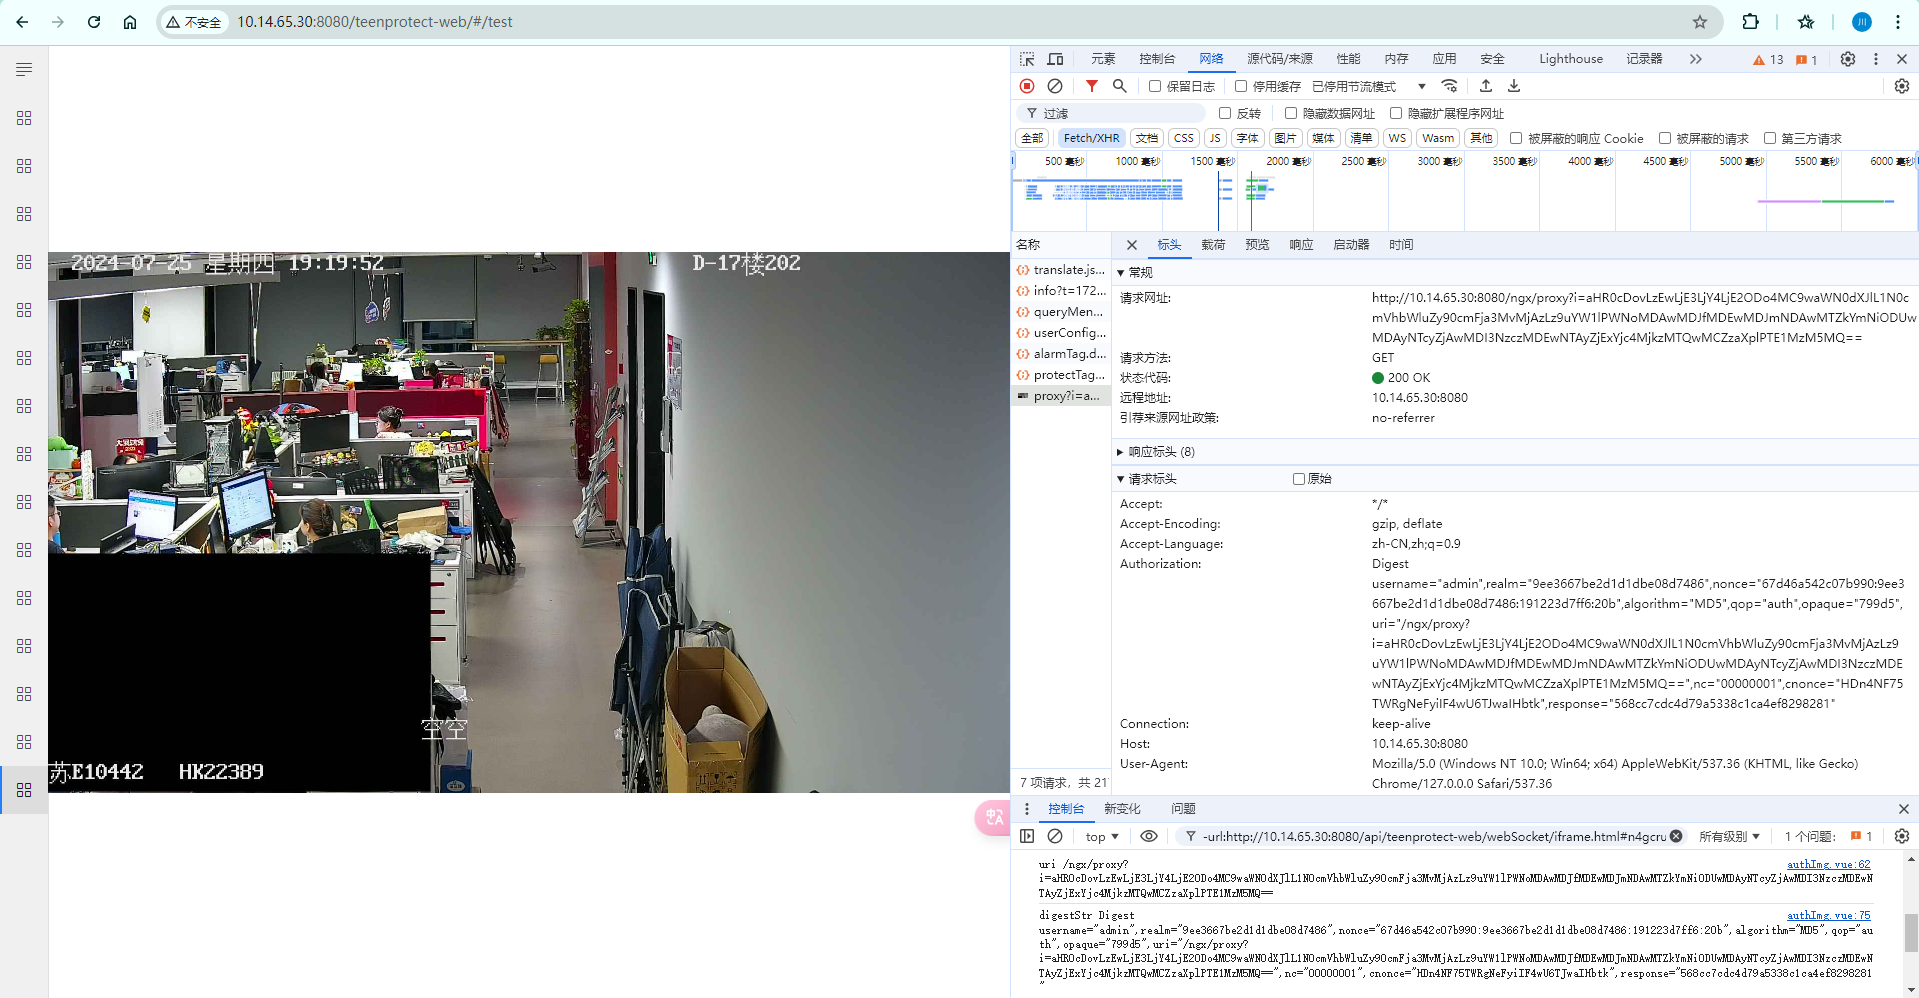 不安全 10.14.65.30:8080/teenprotect-web/#/test
川
2024-07-25 星期四 19:19:52
D-17楼202
空空
苏E10442 HK22389
元素 控制台 网络 源代码/来源 性能 内存 应用 安全 Lighthouse 记录器 13 1
保留日志 停用缓存 已停用节流模式
过滤 反转 隐藏数据网址 隐藏扩展程序网址
全部 Fetch/XHR 文档 CSS JS 字体 图片 媒体 清单 WS Wasm 其他 被屏蔽的响应 Cookie 被屏蔽的请求 第三方请求
500 毫秒 1000 毫秒 1500 毫秒 2000 毫秒 2500 毫秒 3000 毫秒 3500 毫秒 4000 毫秒 4500 毫秒 5000 毫秒 5500 毫秒 6000 毫秒
名称
translate.js...
info?t=172...
queryMen...
userConfig...
alarmTag.d...
protectTag...
proxy?i=a...
7 项请求，共 21
标头 载荷 预览 响应 启动器 时间
常规
请求网址: http://10.14.65.30:8080/ngx/proxy?i=aHR0cDovLzEwLjE3LjY4LjE2ODo4MC9waWN0dXJlL1N0c
mVhbWluZy90cmFja3MvMjAzLz9uYW1lPWNoMDAwMDJfMDEwMDJmNDAwMTZkYmNiODUw
MDAyNTcyZjAwMDI3NzczMDEwNTAyZjExYjc4MjkzMTQwMCZzaXplPTE1MzM5MQ==
请求方法: GET
状态代码: 200 OK
远程地址: 10.14.65.30:8080
引荐来源网址政策: no-referrer
响应标头 (8)
请求标头 原始
Accept: */*
Accept-Encoding: gzip, deflate
Accept-Language: zh-CN,zh;q=0.9
Authorization: Digest
username="admin",realm="9ee3667be2d1d1dbe08d7486",nonce="67d46a542c07b990:9ee3
667be2d1d1dbe08d7486:191223d7ff6:20b",algorithm="MD5",qop="auth",opaque="799d5",
uri="/ngx/proxy?
i=aHR0cDovLzEwLjE3LjY4LjE2ODo4MC9waWN0dXJlL1N0cmVhbWluZy90cmFja3MvMjAzLz9
uYW1lPWNoMDAwMDJfMDEwMDJmNDAwMTZkYmNiODUwMDAyNTcyZjAwMDI3NzczMDE
wNTAyZjExYjc4MjkzMTQwMCZzaXplPTE1MzM5MQ==",nc="00000001",cnonce="HDn4NF75
TWRgNeFyiIF4wU6TJwaIHbtk",response="568cc7cdc4d79a5338c1ca4ef8298281"
Connection: keep-alive
Host: 10.14.65.30:8080
User-Agent: Mozilla/5.0 (Windows NT 10.0; Win64; x64) AppleWebKit/537.36 (KHTML, like Gecko)
Chrome/127.0.0.0 Safari/537.36
控制台 新变化 问题
top -url:http://10.14.65.30:8080/api/teenprotect-web/webSocket/iframe.html#n4gcru 所有级别 1 个问题: 1
uri /ngx/proxy? authImg.vue:62
i=aHR0cDovLzEwLjE3LjY4LjE2ODo4MC9waWN0dXJlL1N0cmVhbWluZy90cmFja3MvMjAzLz9uYW1lPWNoMDAwMDJfMDEwMDJmNDAwMTZkYmNiODUwMDAyNTcyZjAwMDI3NzczMDEwN
TAyZjExYjc4MjkzMTQwMCZzaXplPTE1MzM5MQ==
digestStr Digest authImg.vue:75
username="admin",realm="9ee3667be2d1d1dbe08d7486",nonce="67d46a542c07b990:9ee3667be2d1d1dbe08d7486:191223d7ff6:20b",algorithm="MD5",qop="au
th",opaque="799d5",uri="/ngx/proxy?
i=aHR0cDovLzEwLjE3LjY4LjE2ODo4MC9waWN0dXJlL1N0cmVhbWluZy90cmFja3MvMjAzLz9uYW1lPWNoMDAwMDJfMDEwMDJmNDAwMTZkYmNiODUwMDAyNTcyZjAwMDI3NzczMDEwN
TAyZjExYjc4MjkzMTQwMCZzaXplPTE1MzM5MQ==",nc="00000001",cnonce="HDn4NF75TWRgNeFyiIF4wU6TJwaIHbtk",response="568cc7cdc4d79a5338c1ca4ef8298281
"